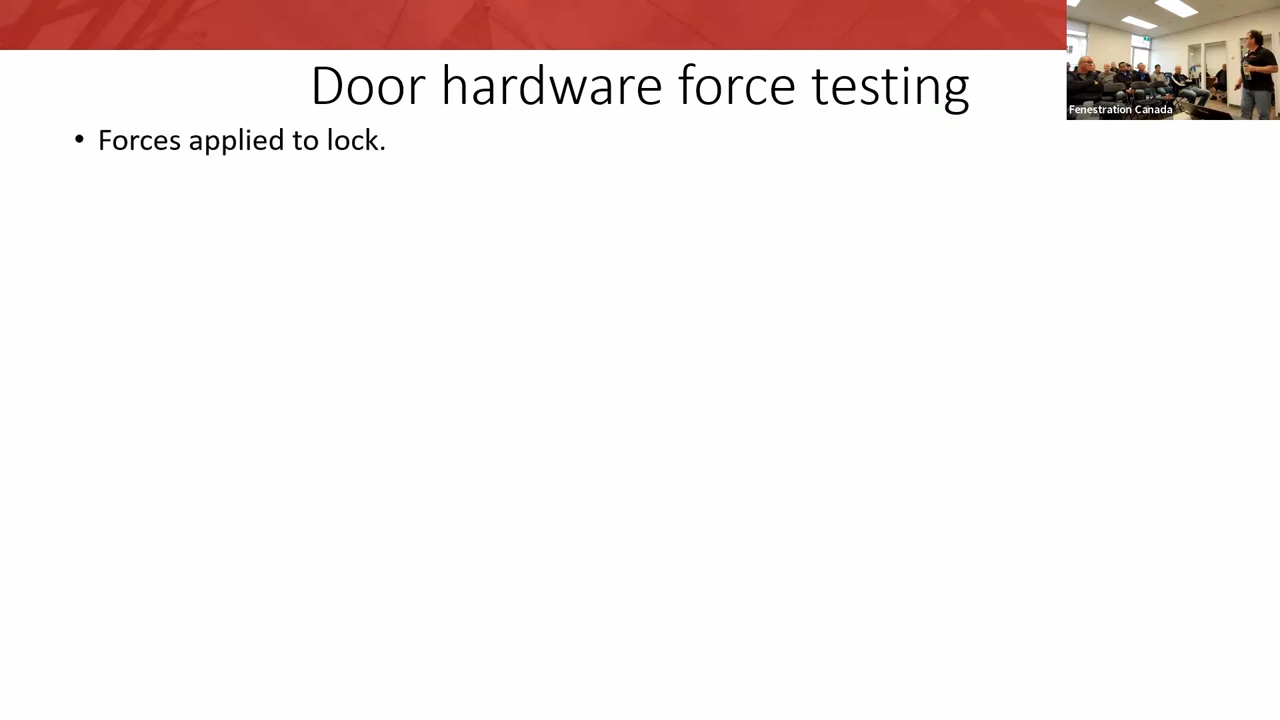 Door hardware force testing
• Forces applied to lock.
Fenestration Canada